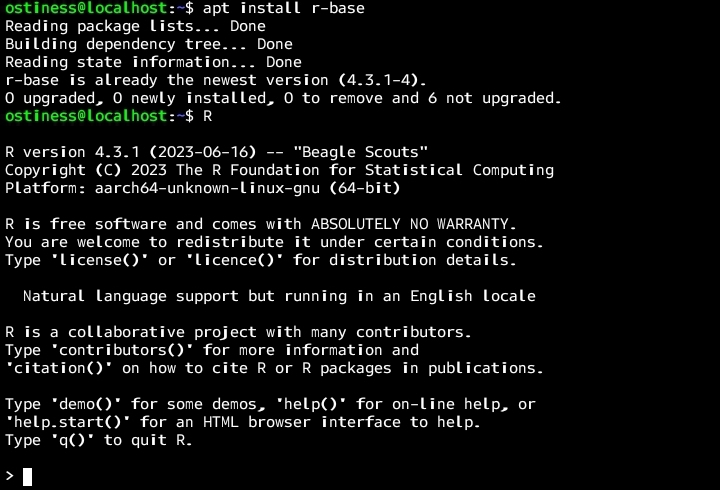 ostiness@localhost:~$ apt install r-base
Reading package lists... Done
Building dependency tree... Done
Reading state information... Done
r-base is already the newest version (4.3.1-4).
0 upgraded, 0 newly installed, 0 to remove and 6 not upgraded.
ostiness@localhost:~$ R

R version 4.3.1 (2023-06-16) -- "Beagle Scouts"
Copyright (C) 2023 The R Foundation for Statistical Computing
Platform: aarch64-unknown-linux-gnu (64-bit)

R is free software and comes with ABSOLUTELY NO WARRANTY.
You are welcome to redistribute it under certain conditions.
Type 'license()' or 'licence()' for distribution details.

  Natural language support but running in an English locale

R is a collaborative project with many contributors.
Type 'contributors()' for more information and
'citation()' on how to cite R or R packages in publications.

Type 'demo()' for some demos, 'help()' for on-line help, or
'help.start()' for an HTML browser interface to help.
Type 'q()' to quit R.

>